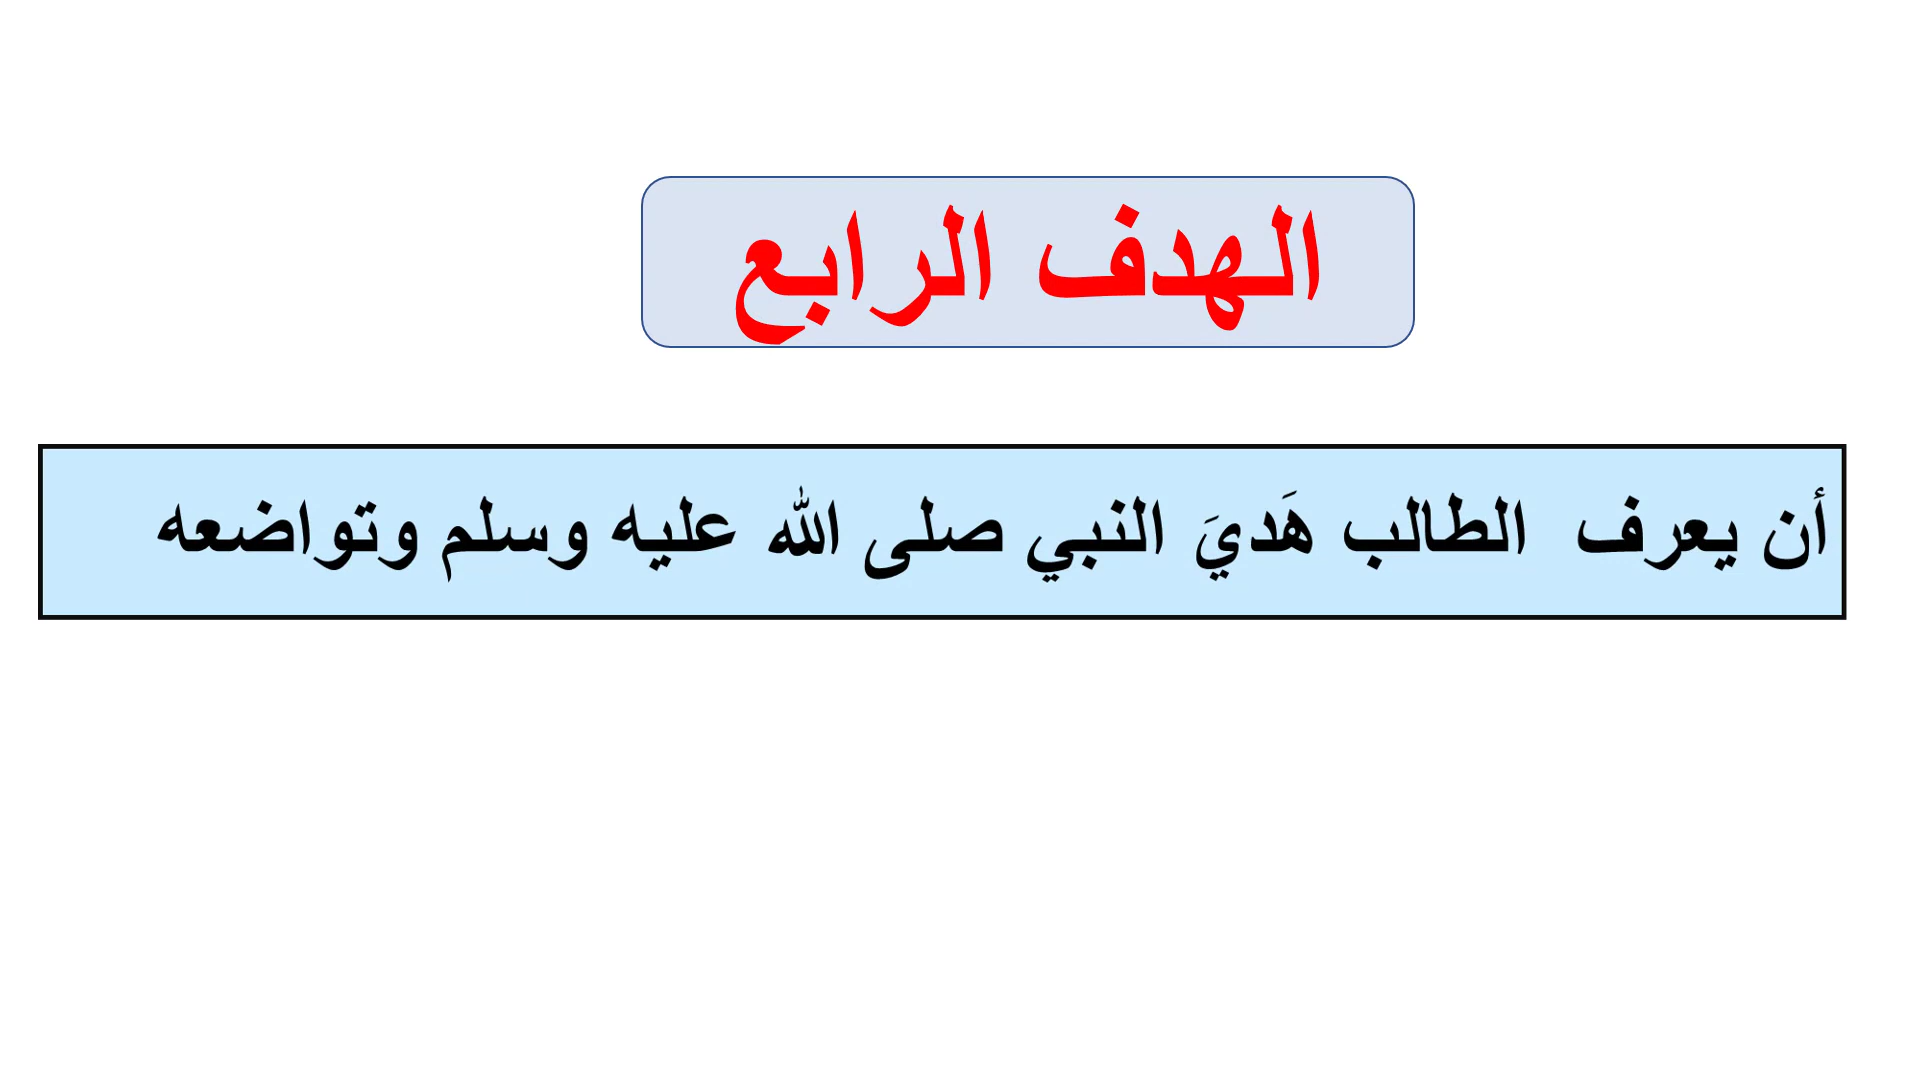 الهدف الرابع
أن يعرف الطالب هَديَ النبي صلى الله عليه وسلم وتواضعه